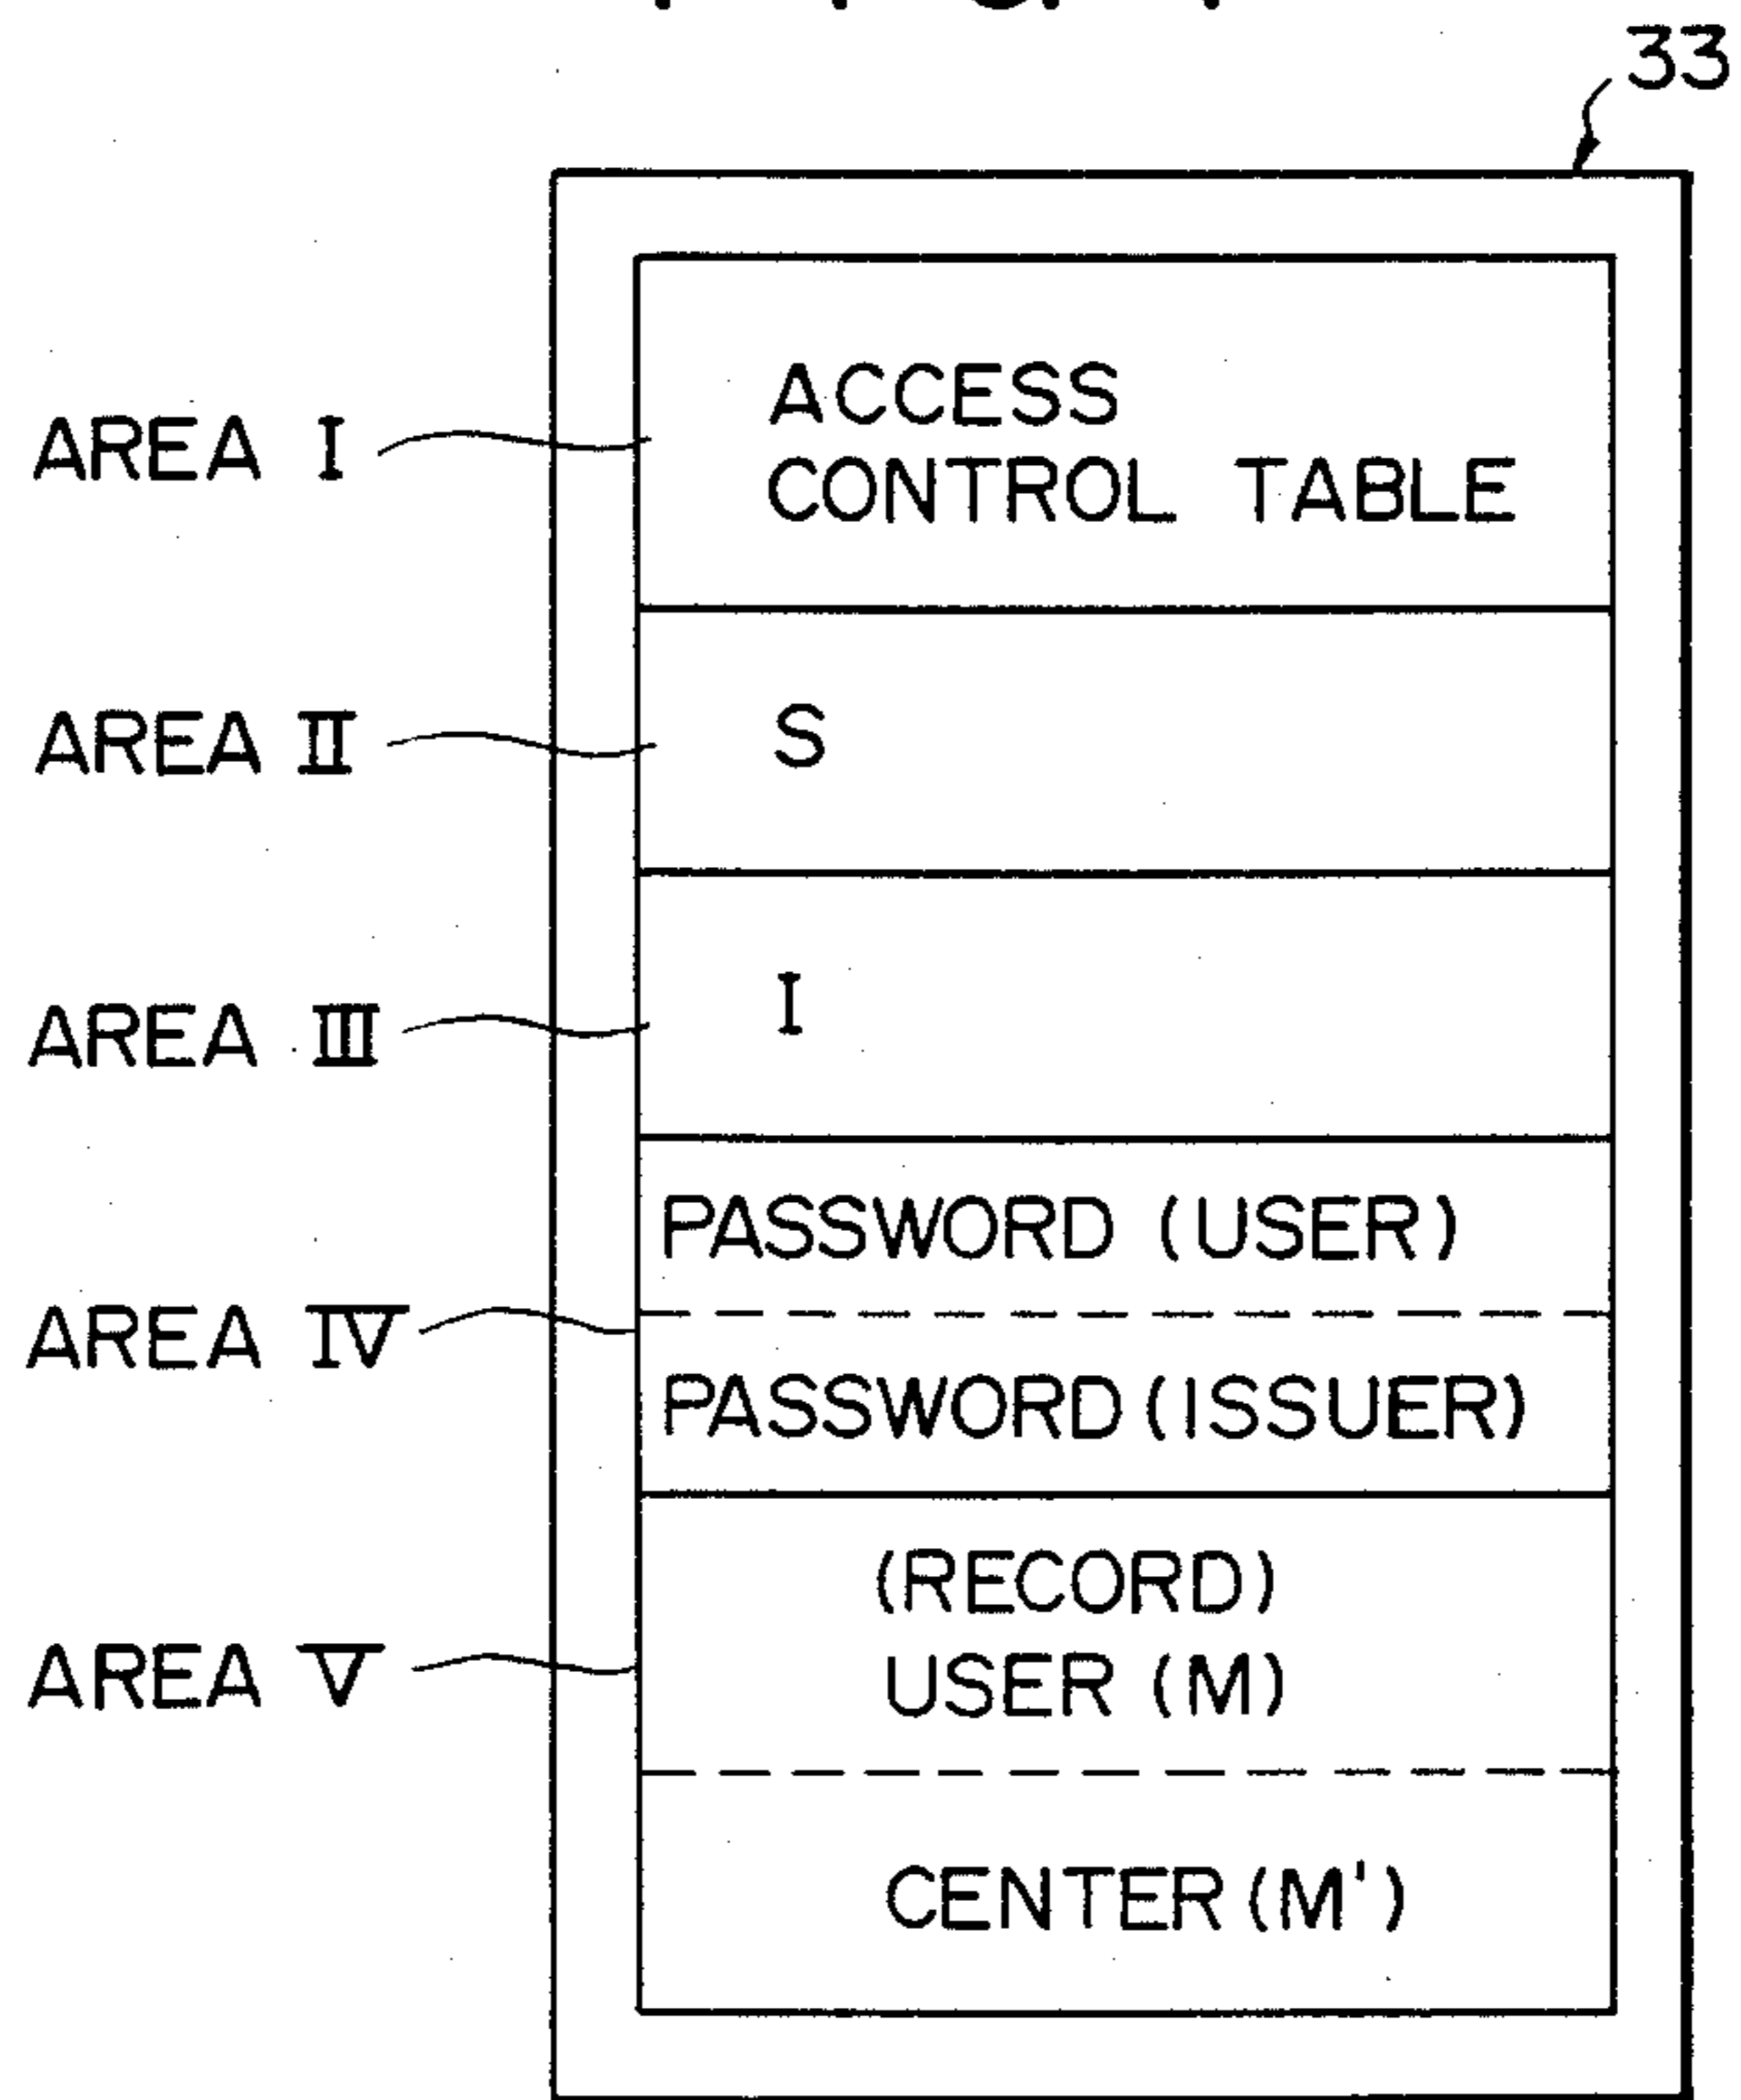 33
AREA I
ACCESS
CONTROL TABLE
AREA II
S
AREA III
I
PASSWORD (USER)
AREA IV
PASSWORD (ISSUER)
(RECORD)
USER (M)
AREA V
CENTER (M')